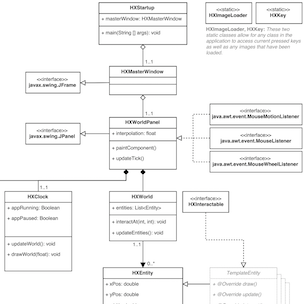 HXStartup
+ masterWindow: HXMasterWindow
+ main(String [] args): void
<<static>>
HXImageLoader
<<static>>
HXKey
HXImageLoader, HXKey: These two
static classes allow for any class in the
application to access current pressed keys
as well as any images that have been
loaded.
1..1
<<interface>>
javax.swing.JFrame
HXMasterWindow
1..1
<<interface>>
javax.swing.JPanel
HXWorldPanel
+ interpolation: float
+ paintComponent()
+ updateTick()
<<interface>>
java.awt.event.MouseMotionListener
<<interface>>
java.awt.event.MouseListener
<<interface>>
java.awt.event.MouseWheelListener
1..1
1..1
HXClock
+ appRunning: Boolean
+ appPaused: Boolean
+ updateWorld(): void
+ drawWorld(float): void
HXWorld
+ entities: List<Entity>
+ interactAt(int, int): void
+ updateEntities(): void
<<interface>>
HXInteractable
1..1
0..*
HXEntity
+ xPos: double
+ yPos: double
TemplateEntity
+ @Override draw()
+ @Override update()